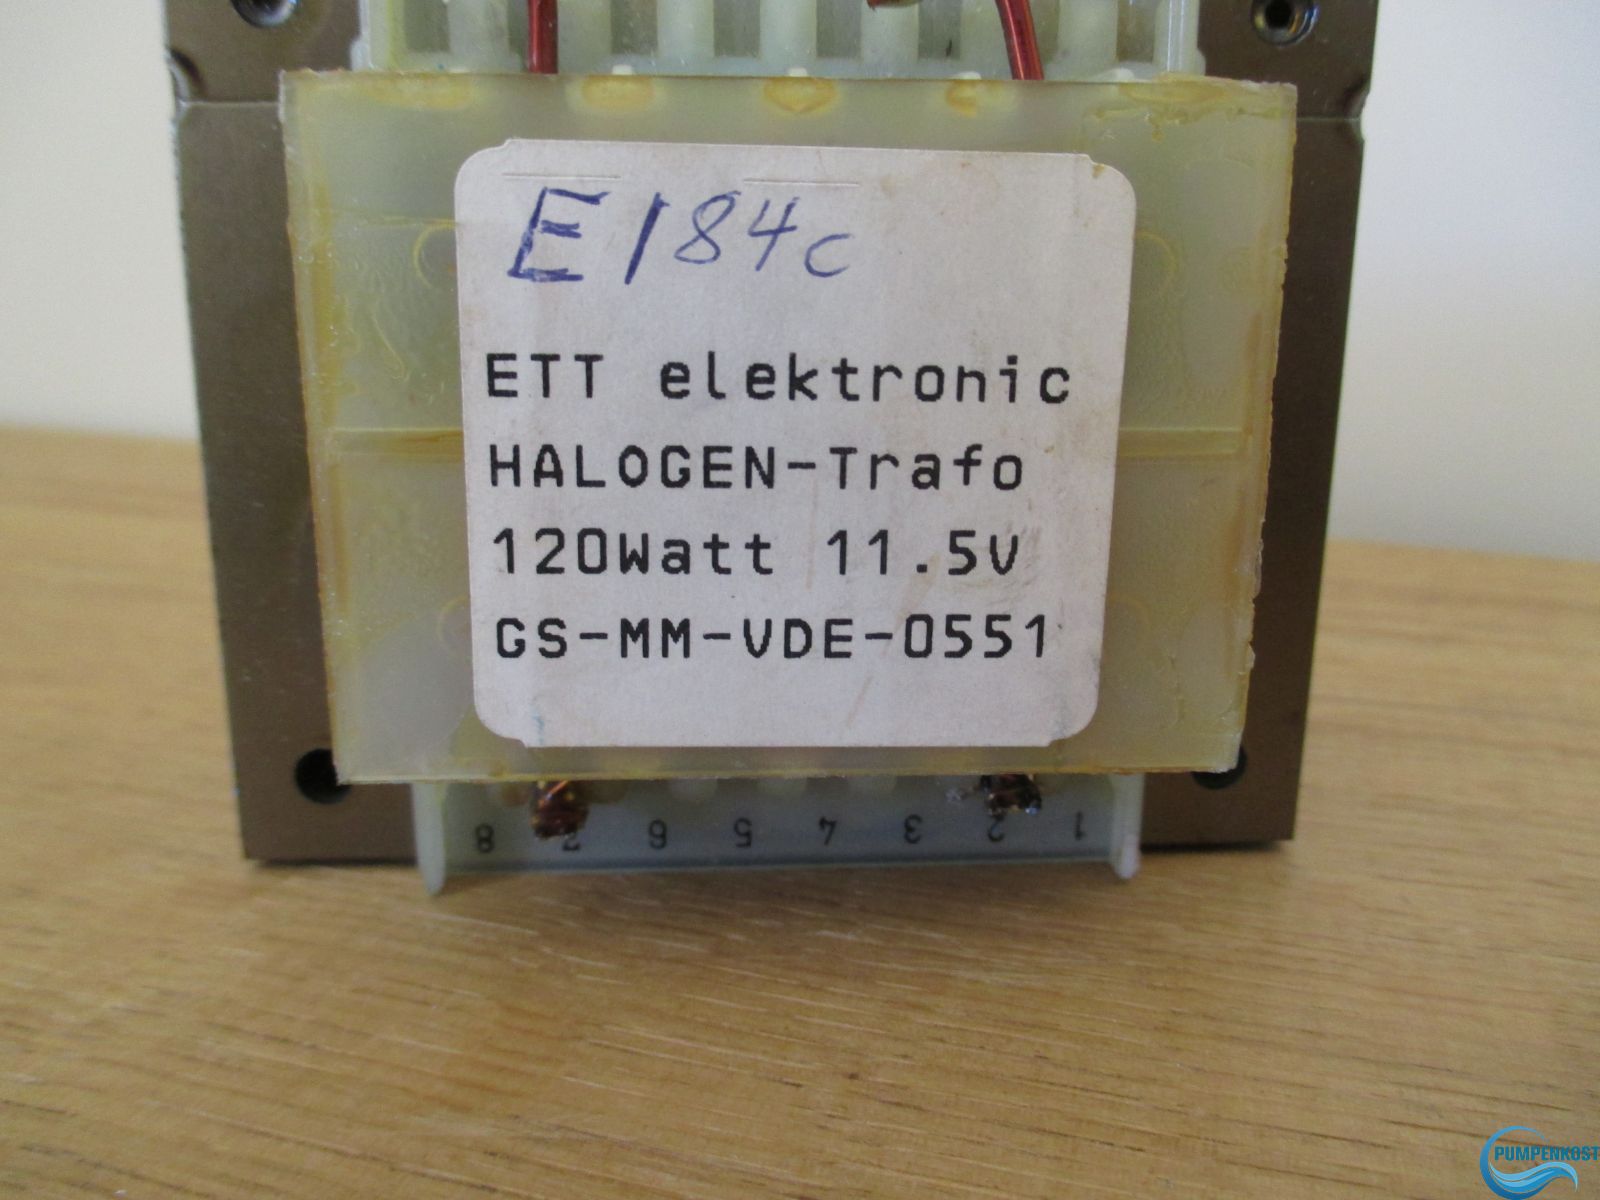 E184c
ETT elektronic
HALOGEN-Trafo
120Watt 11.5V
GS-MM-VDE-0551
8 7 6 5 4 3 2 1
PUMPENKOST